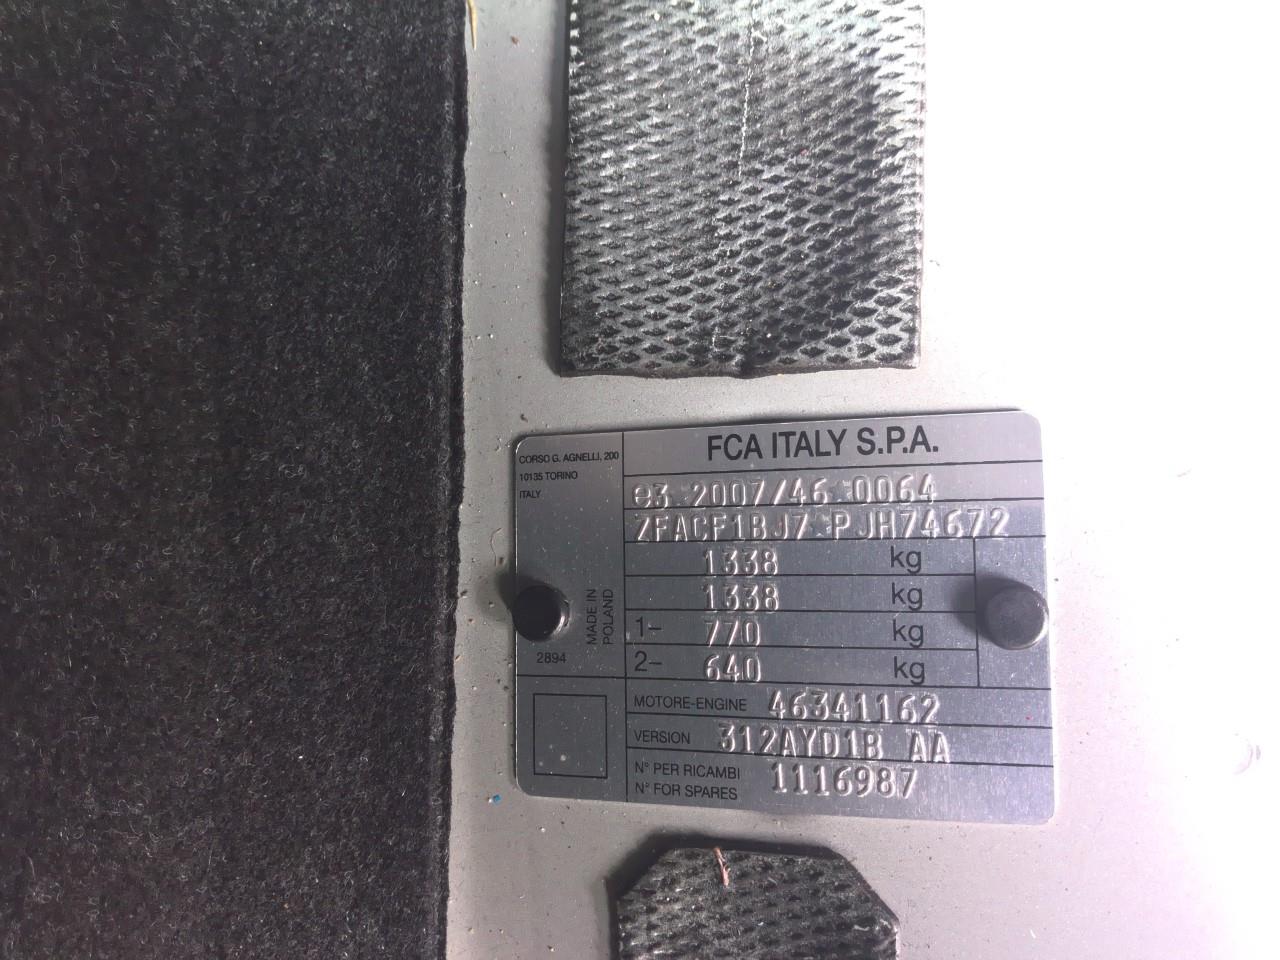 FCA ITALY S.P.A.
CORSO G. AGNELLI, 200
10135 TORINO
ITALY
e3 2007/46 0064
ZFACF1BJ7 PJH74672
1338 kg
1338 kg
1- 770 kg
2- 640 kg
MADE IN
POLAND
2894
MOTORE-ENGINE 46341162
VERSION 312AYD1B AA
N° PER RICAMBI
N° FOR SPARES 1116987